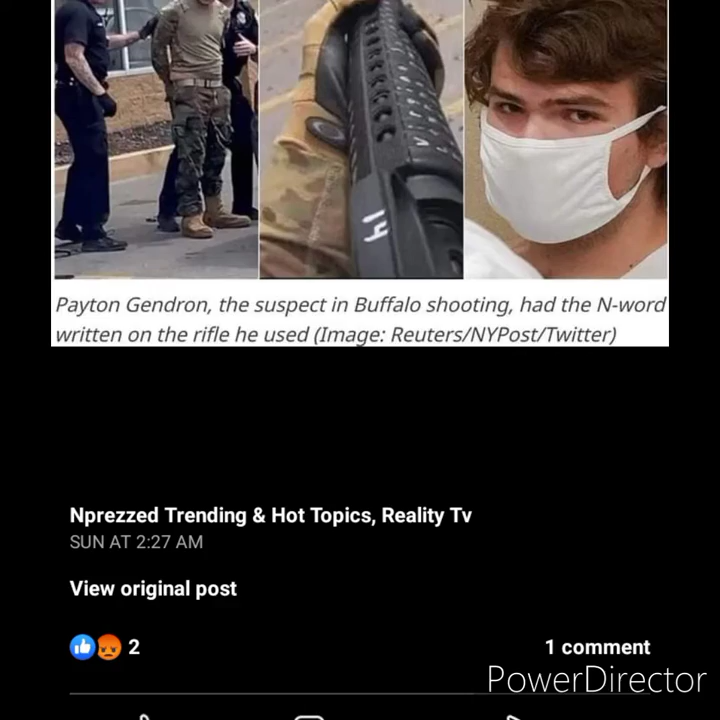 14
Payton Gendron, the suspect in Buffalo shooting, had the N-word
written on the rifle he used (Image: Reuters/NYPost/Twitter)
Nprezzed Trending & Hot Topics, Reality Tv
SUN AT 2:27 AM
View original post
2
1 comment
PowerDirector